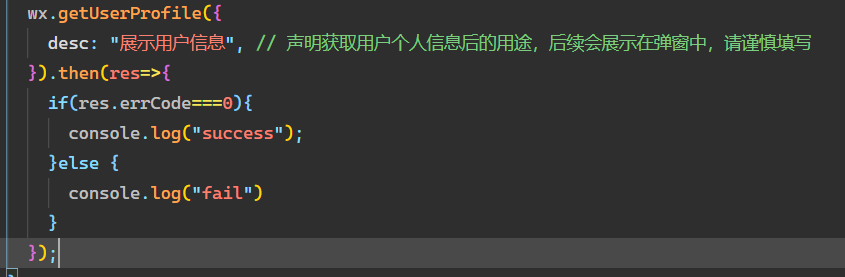 wx.getUserProfile({
desc: "展示用户信息", // 声明获取用户个人信息后的用途，后续会展示在弹窗中，请谨慎填写
}).then(res=>{
if(res.errCode===0){
console.log("success");
}else {
console.log("fail")
}
});